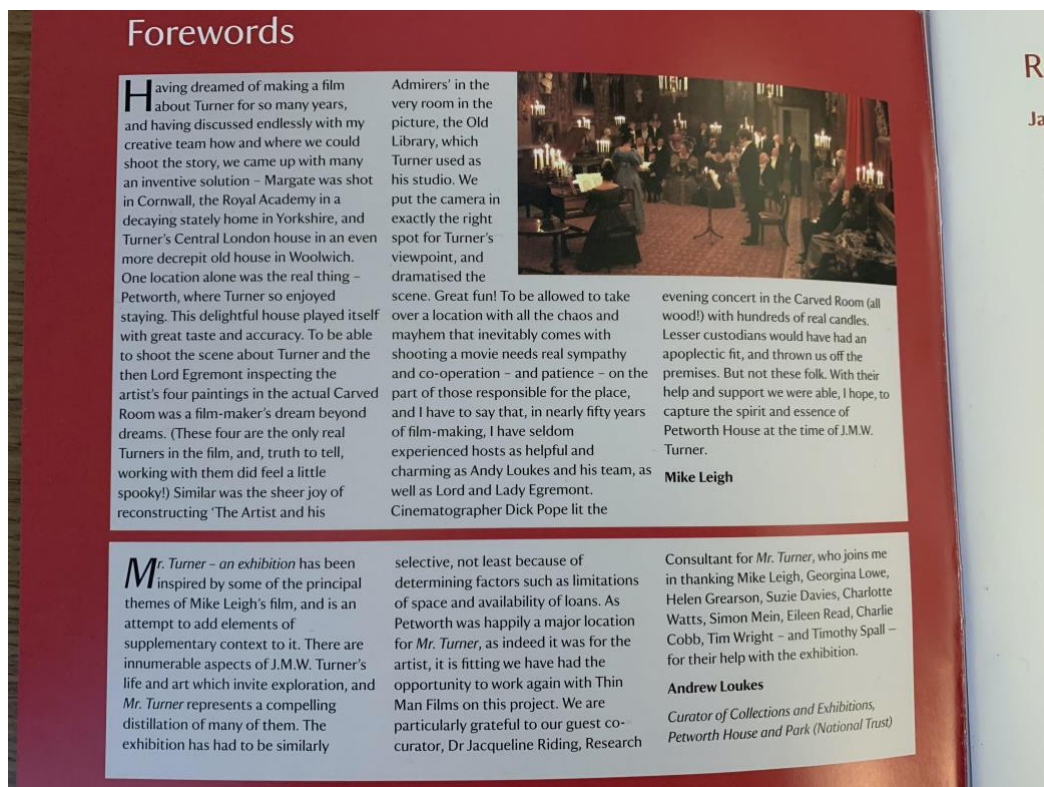 Forewords
Having dreamed of making a film
about Turner for so many years,
and having discussed endlessly with my
creative team how and where we could
shoot the story, we came up with many
an inventive solution – Margate was shot
in Cornwall, the Royal Academy in a
decaying stately home in Yorkshire, and
Turner's Central London house in an even
more decrepit old house in Woolwich.
One location alone was the real thing –
Petworth, where Turner so enjoyed
staying. This delightful house played itself
with great taste and accuracy. To be able
to shoot the scene about Turner and the
then Lord Egremont inspecting the
artist's four paintings in the actual Carved
Room was a film-maker's dream beyond
dreams. (These four are the only real
Turners in the film, and, truth to tell,
working with them did feel a little
spooky!) Similar was the sheer joy of
reconstructing 'The Artist and his
Admirers' in the
very room in the
picture, the Old
Library, which
Turner used as
his studio. We
put the camera in
exactly the right
spot for Turner's
viewpoint, and
dramatised the
scene. Great fun! To be allowed to take
over a location with all the chaos and
mayhem that inevitably comes with
shooting a movie needs real sympathy
and co-operation – and patience – on the
part of those responsible for the place,
and I have to say that, in nearly fifty years
of film-making, I have seldom
experienced hosts as helpful and
charming as Andy Loukes and his team, as
well as Lord and Lady Egremont.
Cinematographer Dick Pope lit the
evening concert in the Carved Room (all
wood!) with hundreds of real candles.
Lesser custodians would have had an
apoplectic fit, and thrown us off the
premises. But not these folk. With their
help and support we were able, I hope, to
capture the spirit and essence of
Petworth House at the time of J.M.W.
Turner.
Mike Leigh
Mr. Turner – an exhibition has been
inspired by some of the principal
themes of Mike Leigh's film, and is an
attempt to add elements of
supplementary context to it. There are
innumerable aspects of J.M.W. Turner's
life and art which invite exploration, and
Mr. Turner represents a compelling
distillation of many of them. The
exhibition has had to be similarly
selective, not least because of
determining factors such as limitations
of space and availability of loans. As
Petworth was happily a major location
for Mr. Turner, as indeed it was for the
artist, it is fitting we have had the
opportunity to work again with Thin
Man Films on this project. We are
particularly grateful to our guest co-
curator, Dr Jacqueline Riding, Research
Consultant for Mr. Turner, who joins me
in thanking Mike Leigh, Georgina Lowe,
Helen Grearson, Suzie Davies, Charlotte
Watts, Simon Mein, Eileen Read, Charlie
Cobb, Tim Wright – and Timothy Spall –
for their help with the exhibition.
Andrew Loukes
Curator of Collections and Exhibitions,
Petworth House and Park (National Trust)
R
Ja